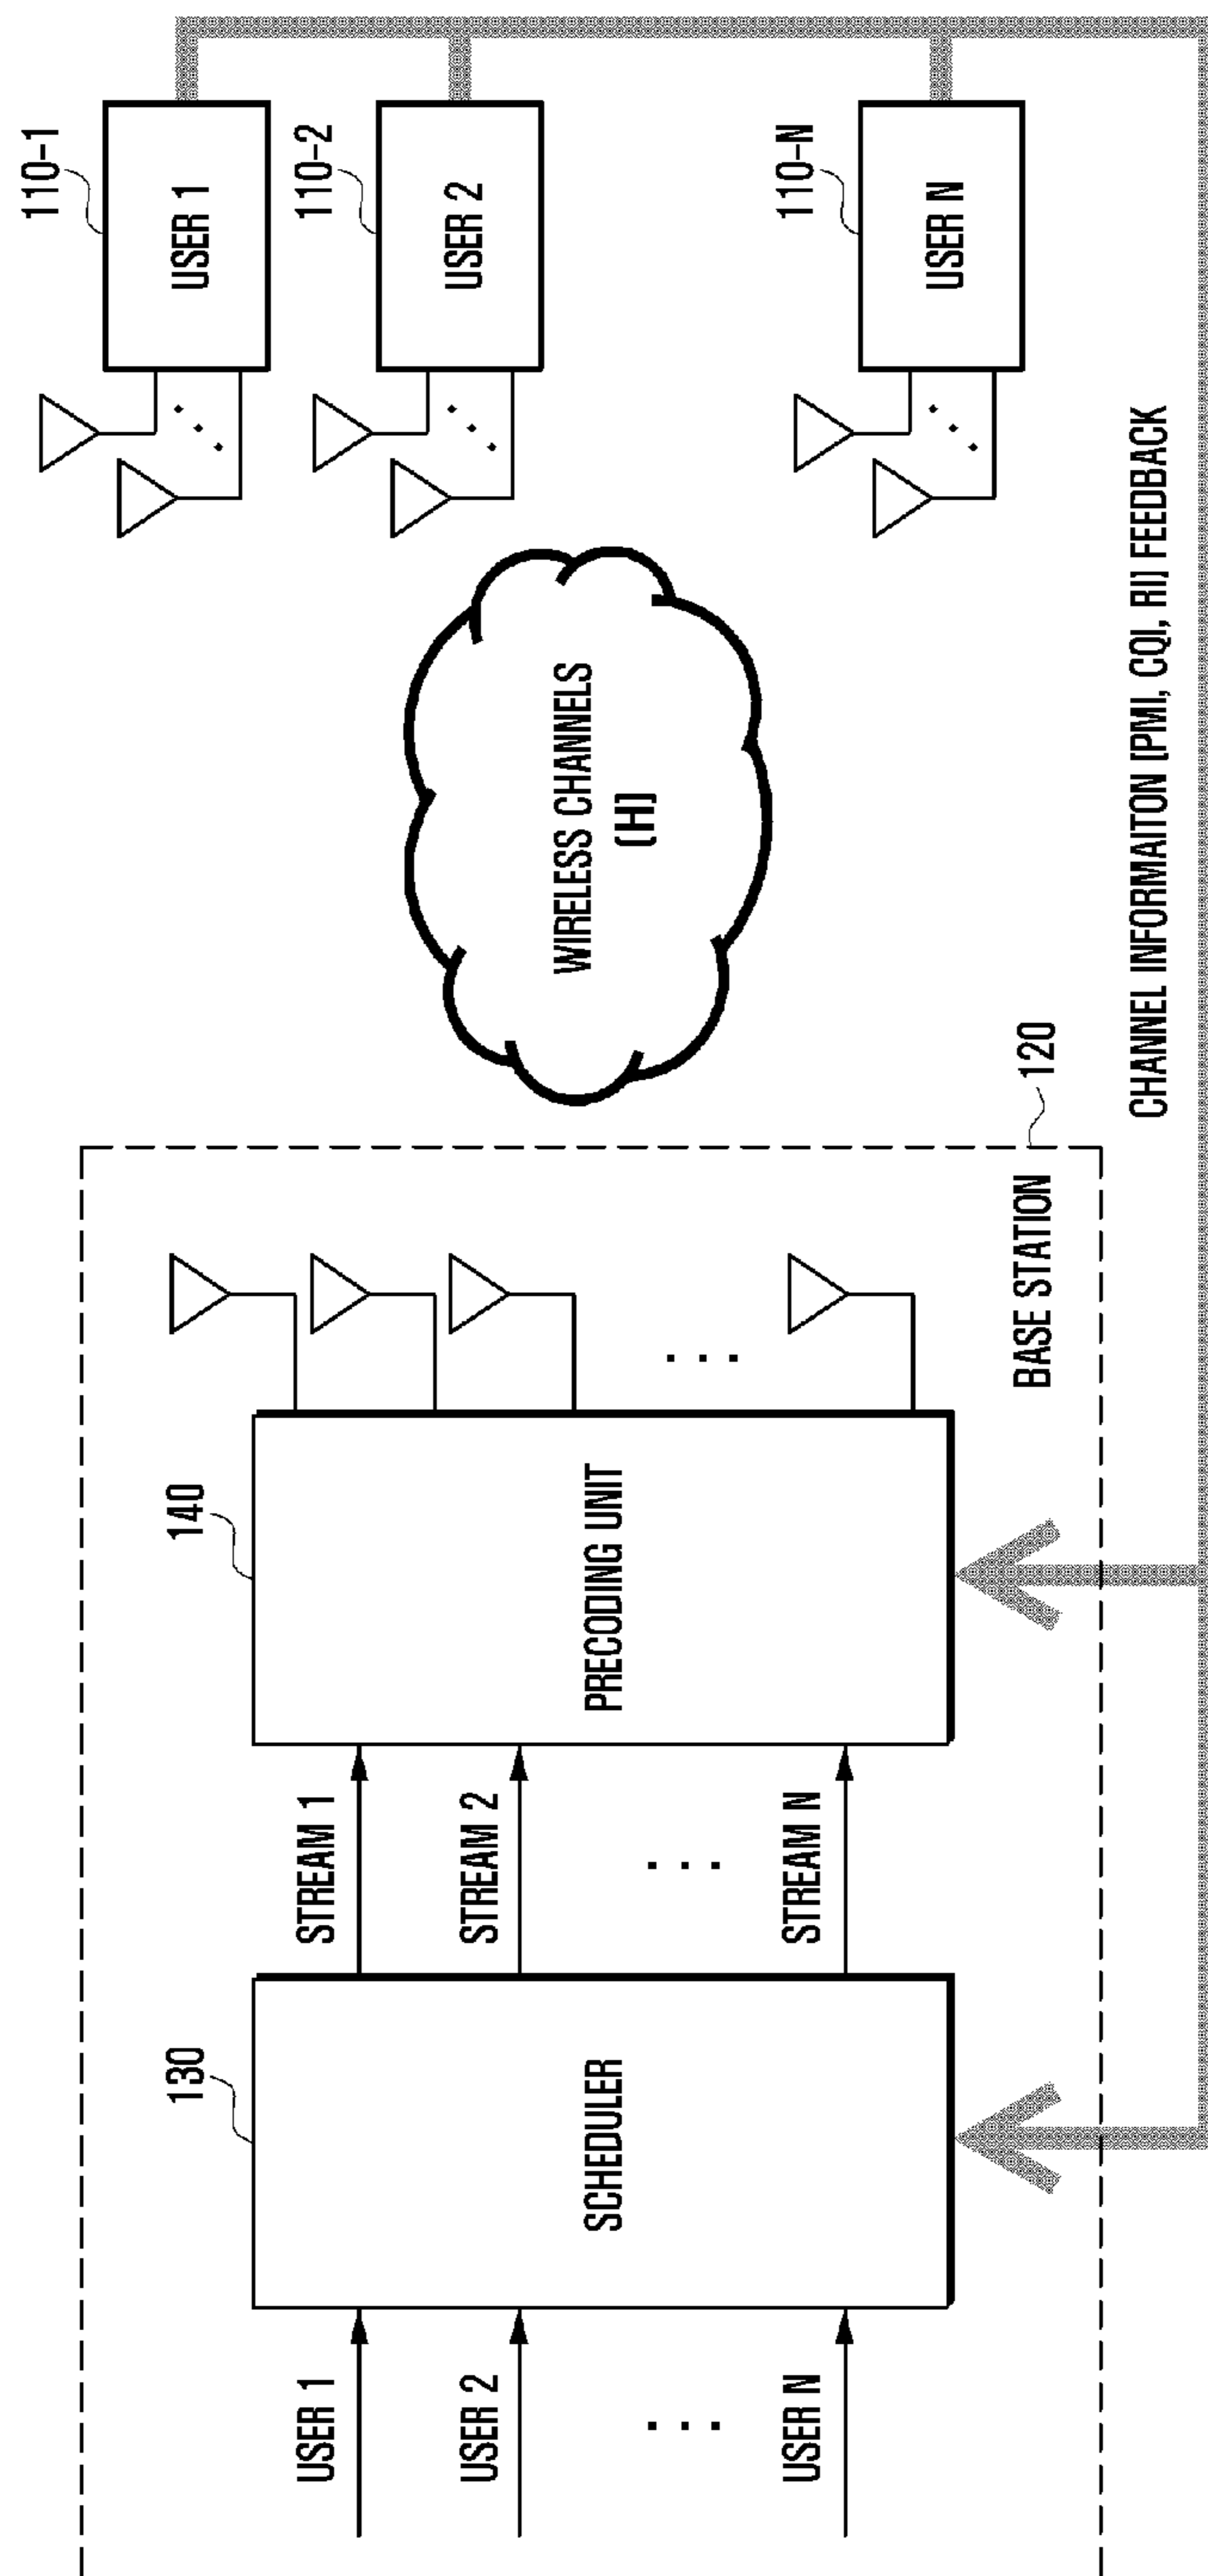 110-1
USER 1
110-2
USER 2
110-N
USER N
WIRELESS CHANNELS
(H)
CHANNEL INFORMAITON (PMI, CQI, RI) FEEDBACK
120
BASE STATION
140
PRECODING UNIT
STREAM 1
STREAM 2
...
STREAM N
130
SCHEDULER
USER 1
USER 2
...
USER N